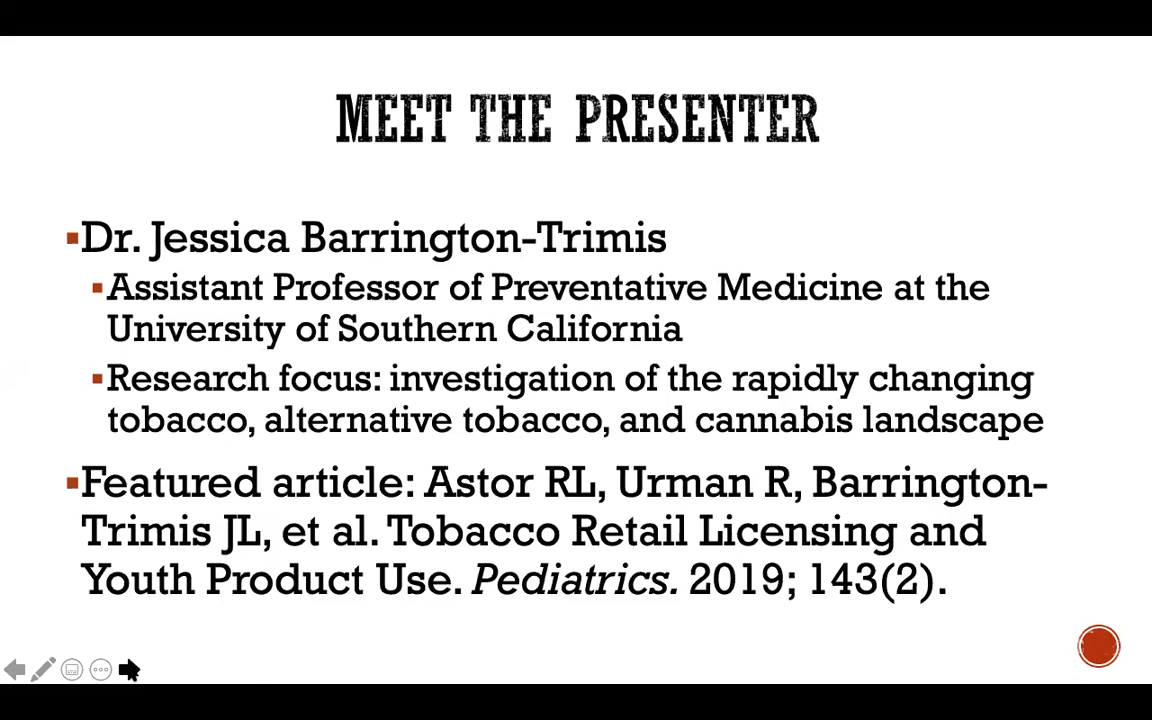 MEET THE PRESENTER
▪Dr. Jessica Barrington-Trimis
▪Assistant Professor of Preventative Medicine at the
University of Southern California
▪Research focus: investigation of the rapidly changing
tobacco, alternative tobacco, and cannabis landscape
▪Featured article: Astor RL, Urman R, Barrington-
Trimis JL, et al. Tobacco Retail Licensing and
Youth Product Use. Pediatrics. 2019; 143(2).